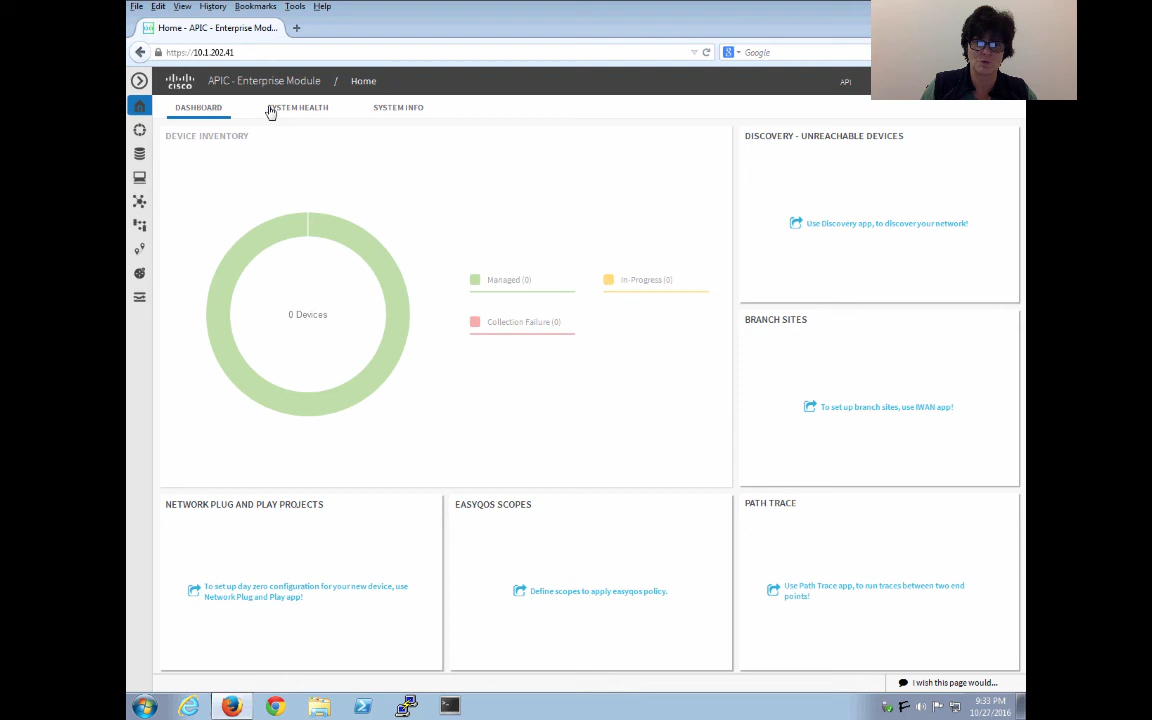 File Edit View History Bookmarks Tools Help
Home - APIC - Enterprise Mod...
https://10.1.202.41
Google
CISCO APIC - Enterprise Module / Home
API
DASHBOARD SYSTEM HEALTH SYSTEM INFO
DEVICE INVENTORY
0 Devices
Managed (0)
In-Progress (0)
Collection Failure (0)
DISCOVERY - UNREACHABLE DEVICES
Use Discovery app, to discover your network!
BRANCH SITES
To set up branch sites, use IWAN app!
NETWORK PLUG AND PLAY PROJECTS
To set up day zero configuration for your new device, use
Network Plug and Play app!
EASYQOS SCOPES
Define scopes to apply easyqos policy.
PATH TRACE
Use Path Trace app, to run traces between two end
points!
I wish this page would...
9:33 PM
10/27/2016